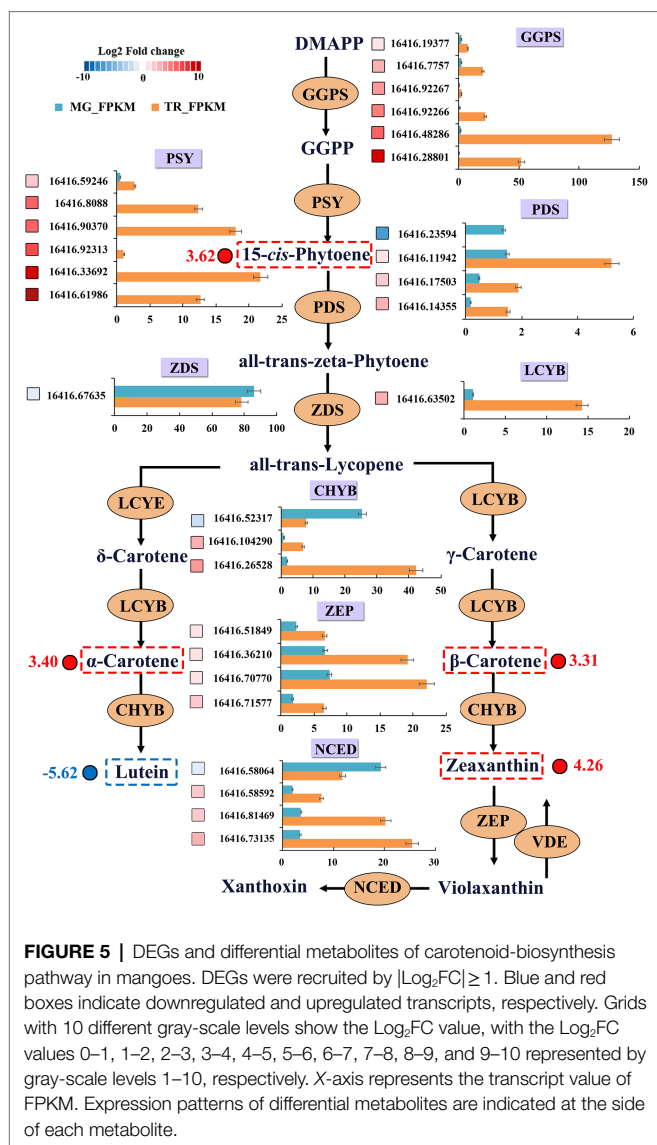 Log2 Fold change
-10 0 10
MG_FPKM TR_FPKM
DMAPP
GGPS
GGPP
PSY
15-cis-Phytoene
3.62
PDS
all-trans-zeta-Phytoene
ZDS
all-trans-Lycopene
LCYE
LCYB
δ-Carotene
γ-Carotene
LCYB
LCYB
3.40
α-Carotene
β-Carotene
3.31
CHYB
CHYB
-5.62
Lutein
Zeaxanthin
4.26
ZEP
VDE
Xanthoxin
NCED
Violaxanthin
GGPS
16416.19377
16416.7757
16416.92267
16416.92266
16416.48286
16416.28801
0 50 100 150
PSY
16416.59246
16416.8088
16416.90370
16416.92313
16416.33692
16416.61986
0 5 10 15 20 25
PDS
16416.23594
16416.11942
16416.17503
16416.14355
0 2 4 6
ZDS
16416.67635
0 20 40 60 80 100
LCYB
16416.63502
0 5 10 15 20
CHYB
16416.52317
16416.104290
16416.26528
0 10 20 30 40 50
ZEP
16416.51849
16416.36210
16416.70770
16416.71577
0 5 10 15 20 25
NCED
16416.58064
16416.58592
16416.81469
16416.73135
0 10 20 30
FIGURE 5 | DEGs and differential metabolites of carotenoid-biosynthesis
pathway in mangoes. DEGs were recruited by |Log₂FC| ≥ 1. Blue and red
boxes indicate downregulated and upregulated transcripts, respectively. Grids
with 10 different gray-scale levels show the Log₂FC value, with the Log₂FC
values 0–1, 1–2, 2–3, 3–4, 4–5, 5–6, 6–7, 7–8, 8–9, and 9–10 represented by
gray-scale levels 1–10, respectively. X-axis represents the transcript value of
FPKM. Expression patterns of differential metabolites are indicated at the side
of each metabolite.